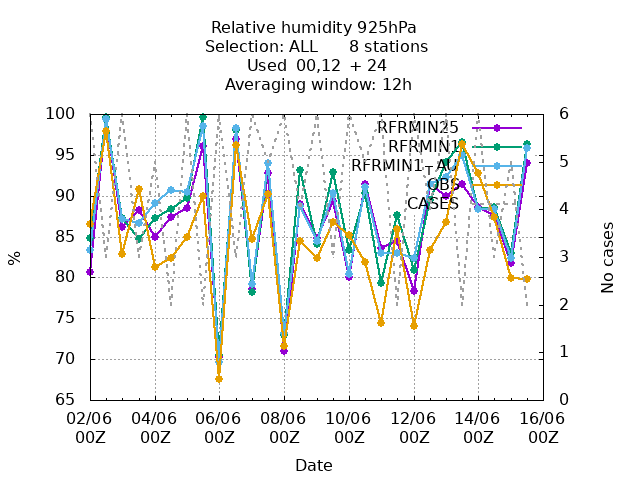 Relative humidity 925hPa
Selection: ALL 8 stations
Used 00,12 + 24
Averaging window: 12h
100
95
90
85
80
75
70
65
%
6
5
4
3
2
1
0
No cases
RFRMIN25
RFRMIN1
RFRMIN1+AU
OBS
CASES
02/06 04/06 06/06 08/06 10/06 12/06 14/06 16/06
00Z 00Z 00Z 00Z 00Z 00Z 00Z 00Z
Date